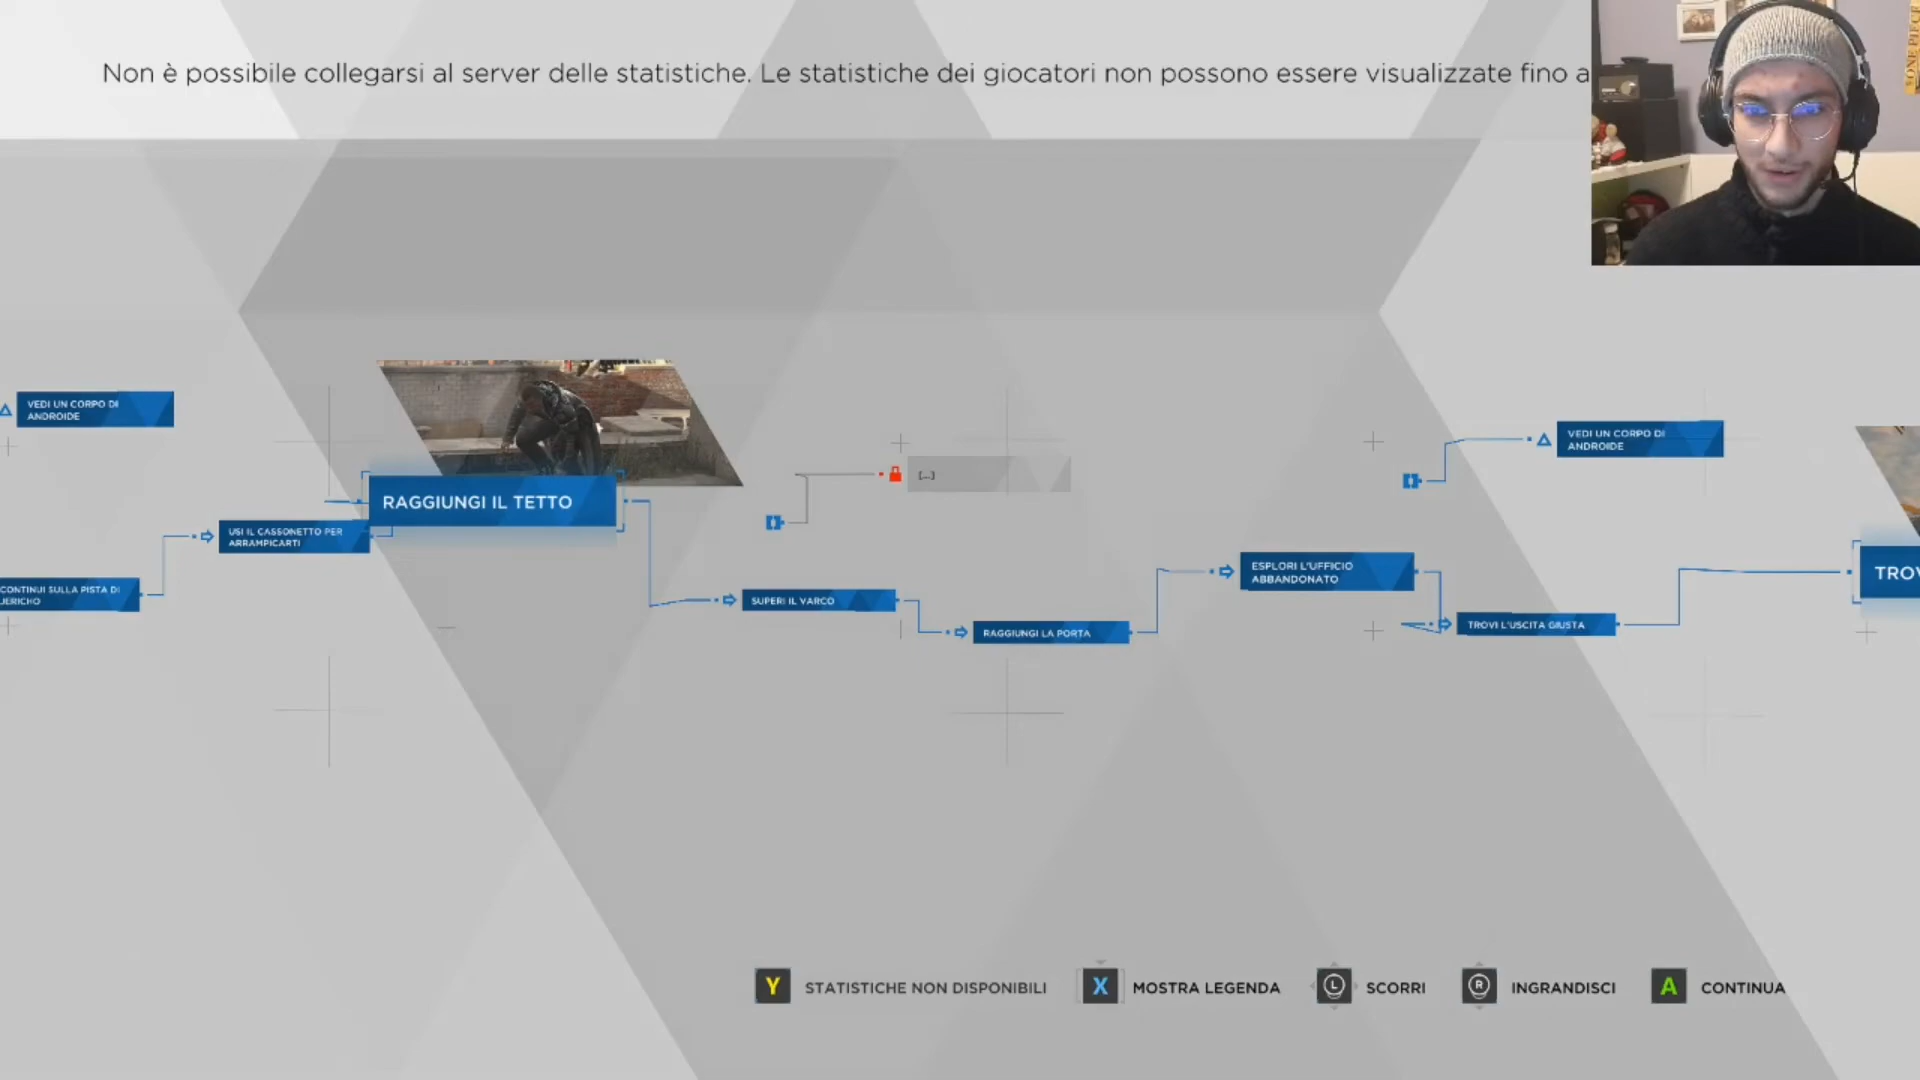 Non è possibile collegarsi al server delle statistiche. Le statistiche dei giocatori non possono essere visualizzate fino a
ONE PIECE
VEDI UN CORPO DI
ANDROIDE
CONTINUI SULLA PISTA DI
JERICHO
USI IL CASSONETTO PER
ARRAMPICARTI
RAGGIUNGI IL TETTO
[...]
SUPERI IL VARCO
RAGGIUNGI LA PORTA
ESPLORI L'UFFICIO
ABBANDONATO
VEDI UN CORPO DI
ANDROIDE
TROVI L'USCITA GIUSTA
TROV
Y STATISTICHE NON DISPONIBILI X MOSTRA LEGENDA L SCORRI R INGRANDISCI A CONTINUA